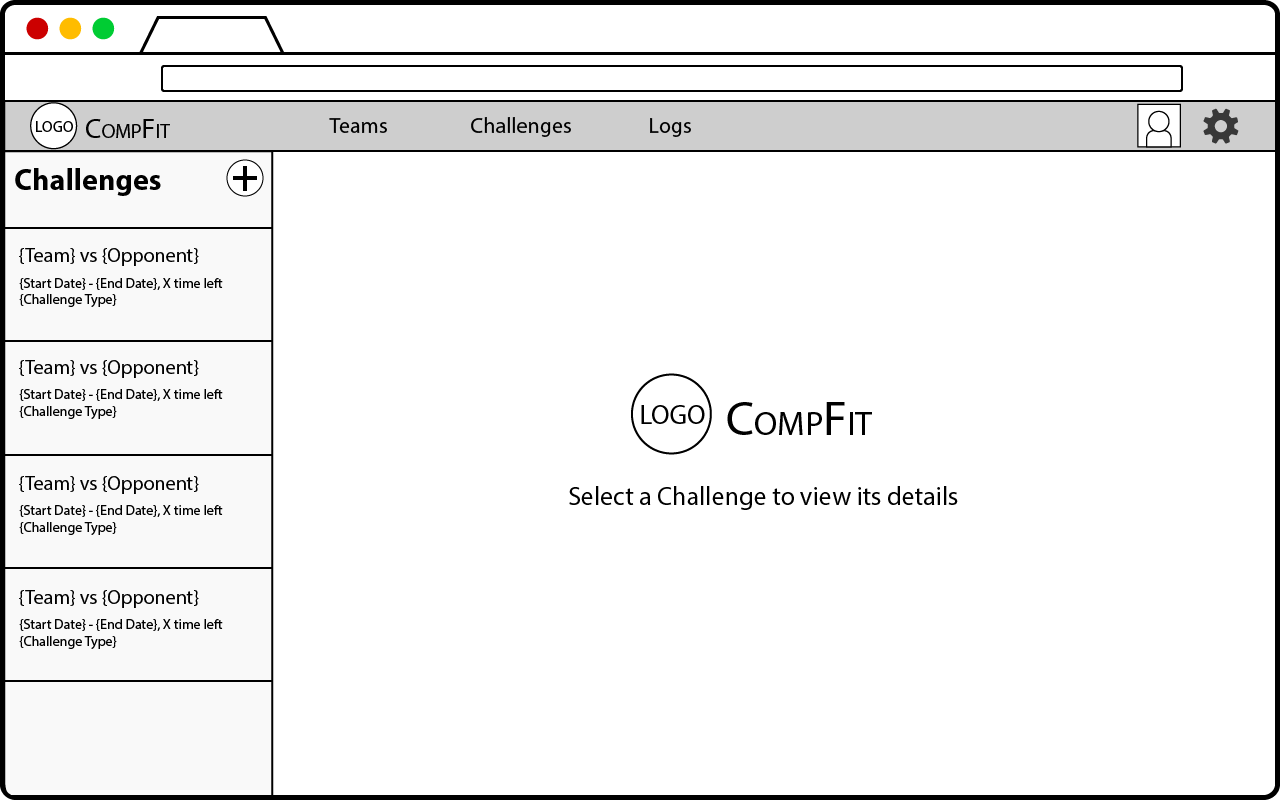 LOGO COMPFIT Teams Challenges Logs
Challenges
{Team} vs {Opponent}
{Start Date} - {End Date}, X time left
{Challenge Type}
{Team} vs {Opponent}
{Start Date} - {End Date}, X time left
{Challenge Type}
{Team} vs {Opponent}
{Start Date} - {End Date}, X time left
{Challenge Type}
{Team} vs {Opponent}
{Start Date} - {End Date}, X time left
{Challenge Type}
LOGO COMPFIT
Select a Challenge to view its details